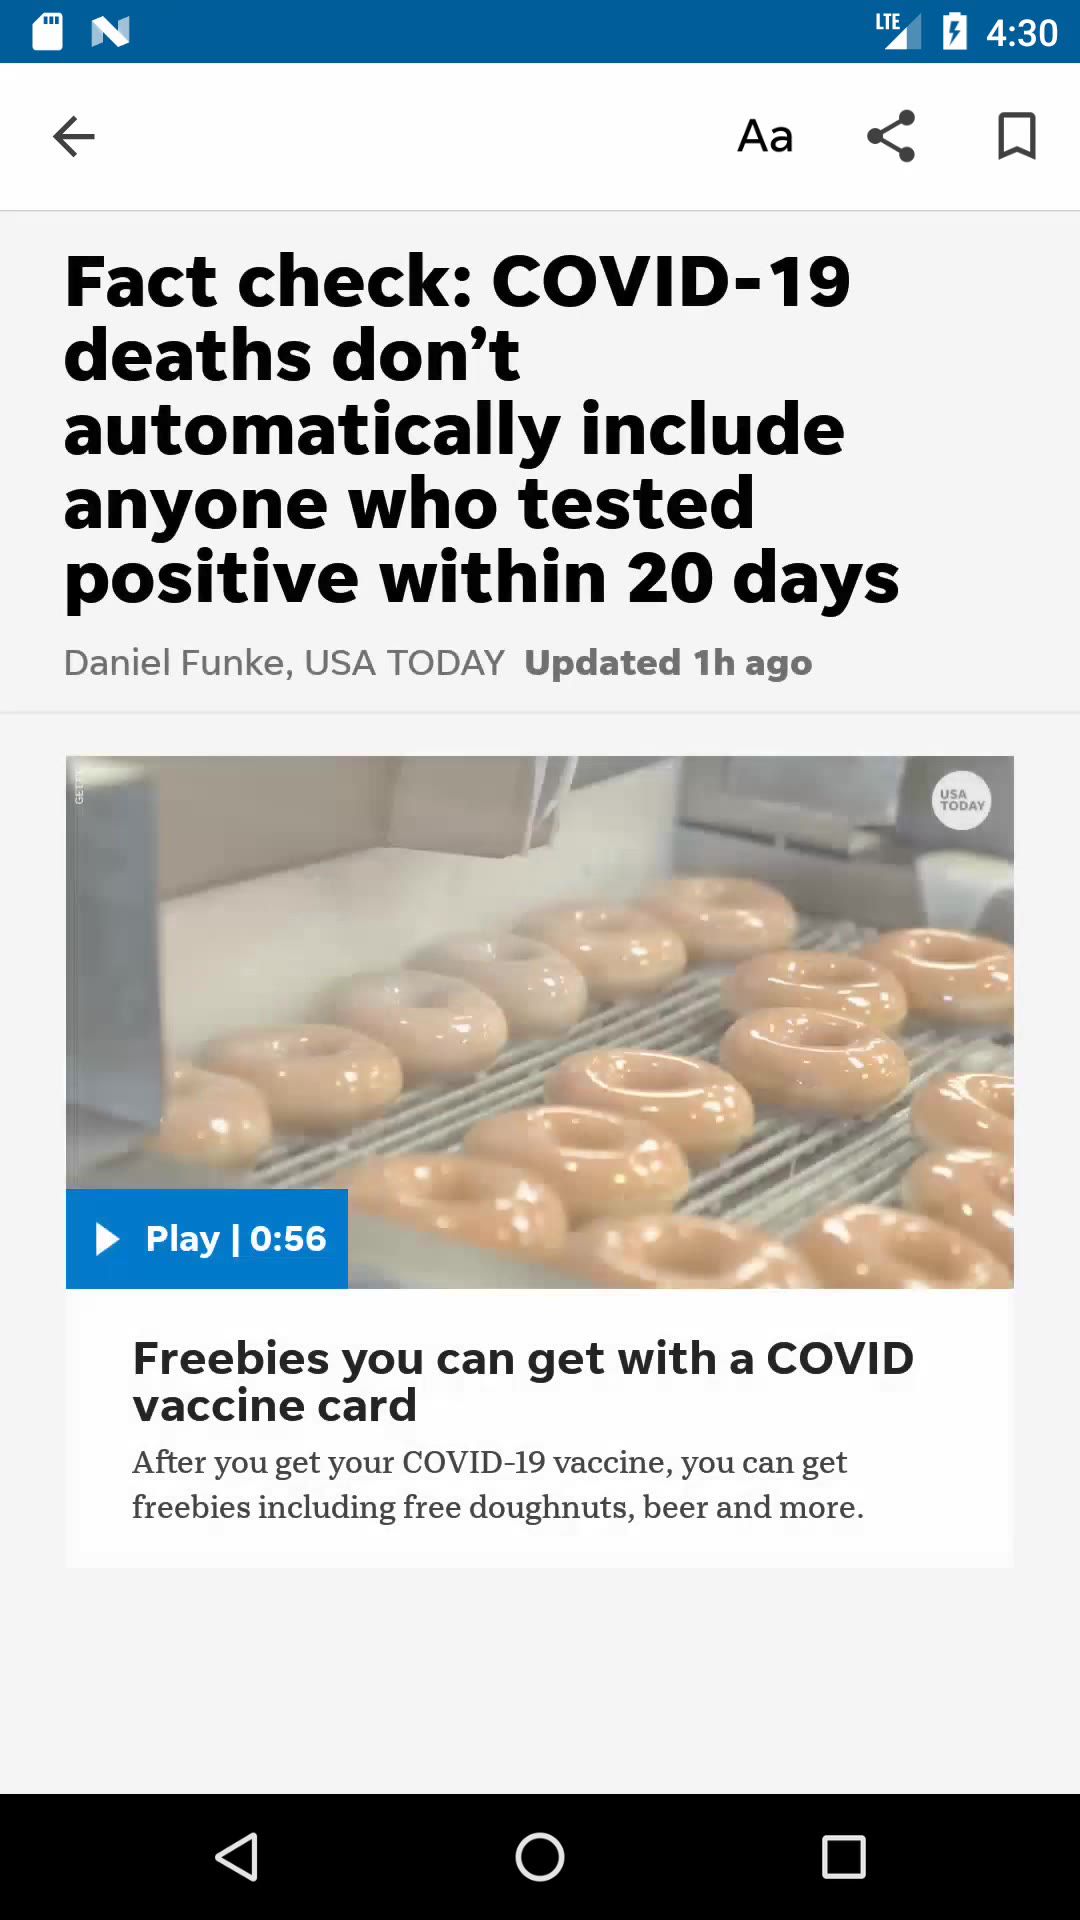 LTE 4:30
Aa
Fact check: COVID-19
deaths don’t
automatically include
anyone who tested
positive within 20 days
Daniel Funke, USA TODAY Updated 1h ago
GETTY
USA
TODAY
Play | 0:56
Freebies you can get with a COVID
vaccine card
After you get your COVID-19 vaccine, you can get
freebies including free doughnuts, beer and more.